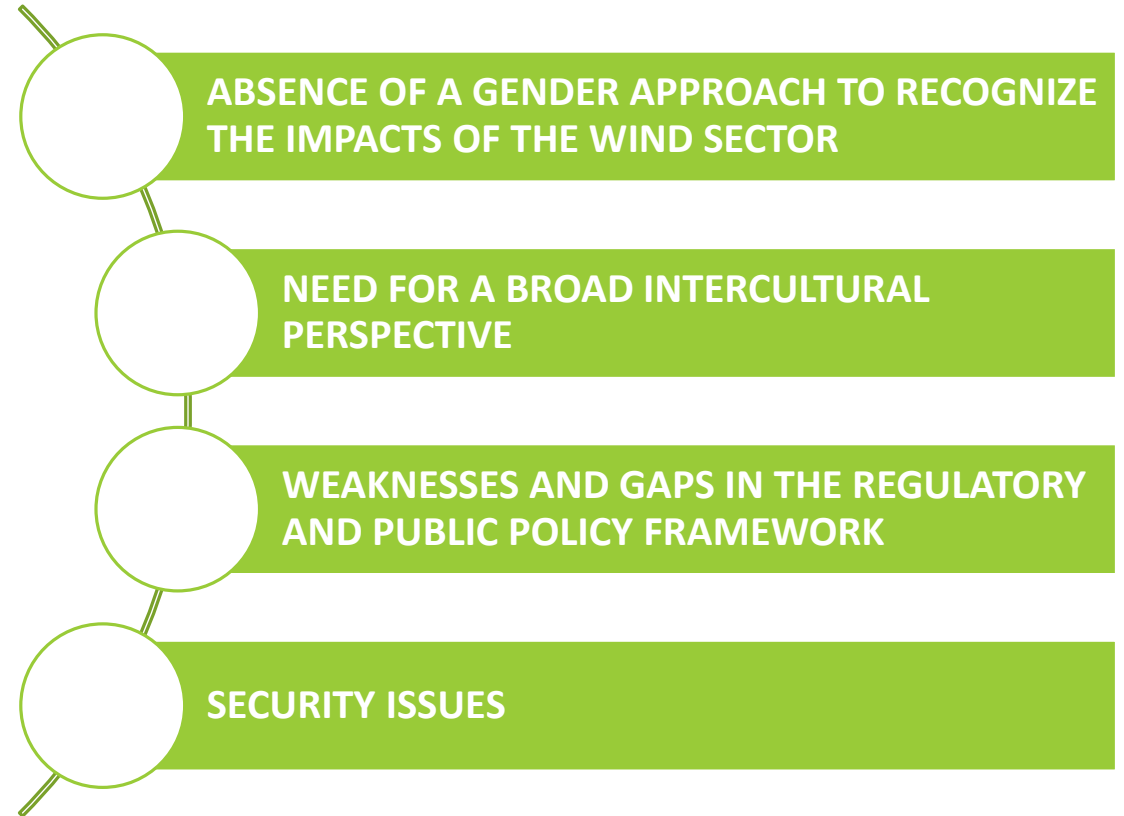 ABSENCE OF A GENDER APPROACH TO RECOGNIZE
THE IMPACTS OF THE WIND SECTOR
NEED FOR A BROAD INTERCULTURAL
PERSPECTIVE
WEAKNESSES AND GAPS IN THE REGULATORY
AND PUBLIC POLICY FRAMEWORK
SECURITY ISSUES